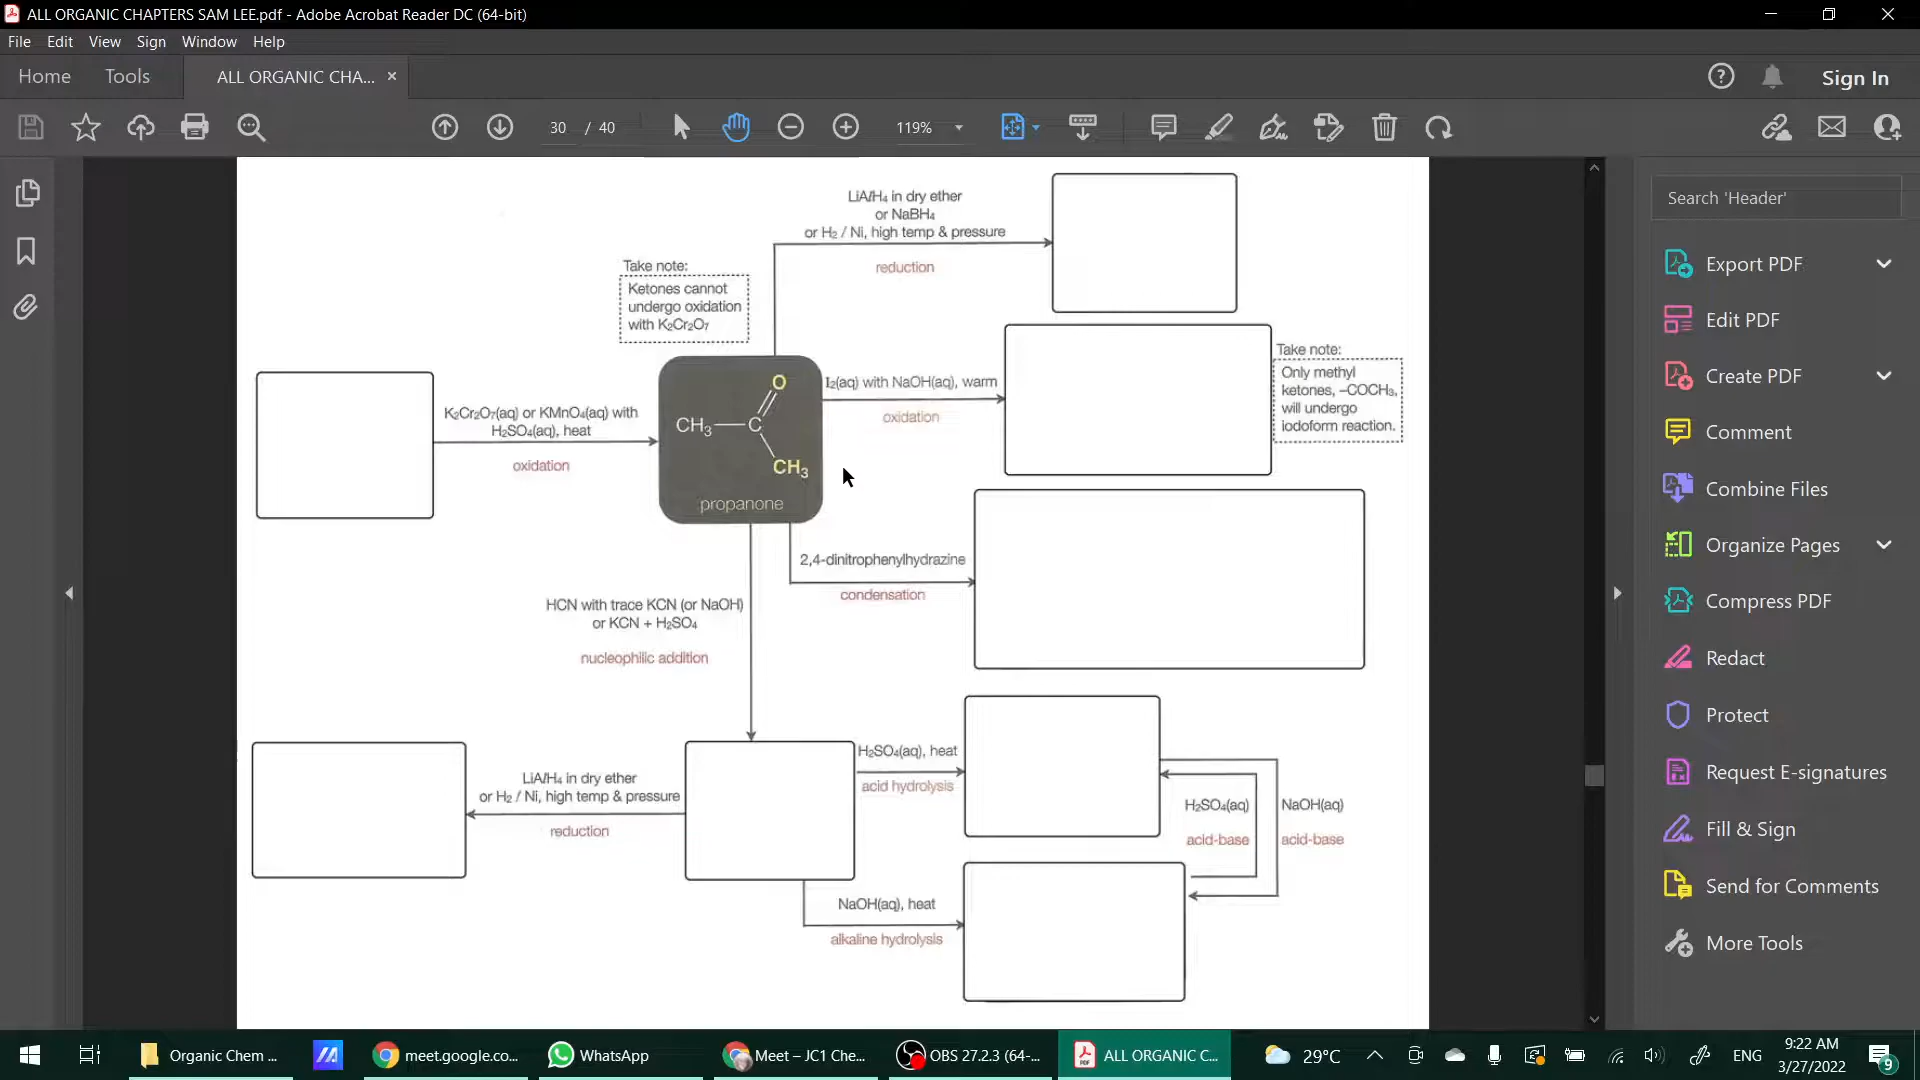 ALL ORGANIC CHAPTERS SAM LEE.pdf - Adobe Acrobat Reader DC (64-bit)
File Edit View Sign Window Help
Home Tools ALL ORGANIC CHA... ×
Sign In
30 / 40
119%
LiAlH₄ in dry ether
or NaBH₄
or H₂ / Ni, high temp & pressure
reduction
Take note:
Ketones cannot
undergo oxidation
with K₂Cr₂O₇
K₂Cr₂O₇(aq) or KMnO₄(aq) with
H₂SO₄(aq), heat
oxidation
O
CH₃ C
CH₃
propanone
I₂(aq) with NaOH(aq), warm
oxidation
Take note:
Only methyl
ketones, –COCH₃,
will undergo
iodoform reaction.
2,4-dinitrophenylhydrazine
condensation
HCN with trace KCN (or NaOH)
or KCN + H₂SO₄
nucleophilic addition
LiAlH₄ in dry ether
or H₂ / Ni, high temp & pressure
reduction
H₂SO₄(aq), heat
acid hydrolysis
H₂SO₄(aq)
acid-base
NaOH(aq)
acid-base
NaOH(aq), heat
alkaline hydrolysis
Search 'Header'
Export PDF
Edit PDF
Create PDF
Comment
Combine Files
Organize Pages
Compress PDF
Redact
Protect
Request E-signatures
Fill & Sign
Send for Comments
More Tools
Organic Chem ...
meet.google.co...
WhatsApp
Meet – JC1 Che...
OBS 27.2.3 (64-...
ALL ORGANIC C...
29°C
ENG
9:22 AM
3/27/2022
9